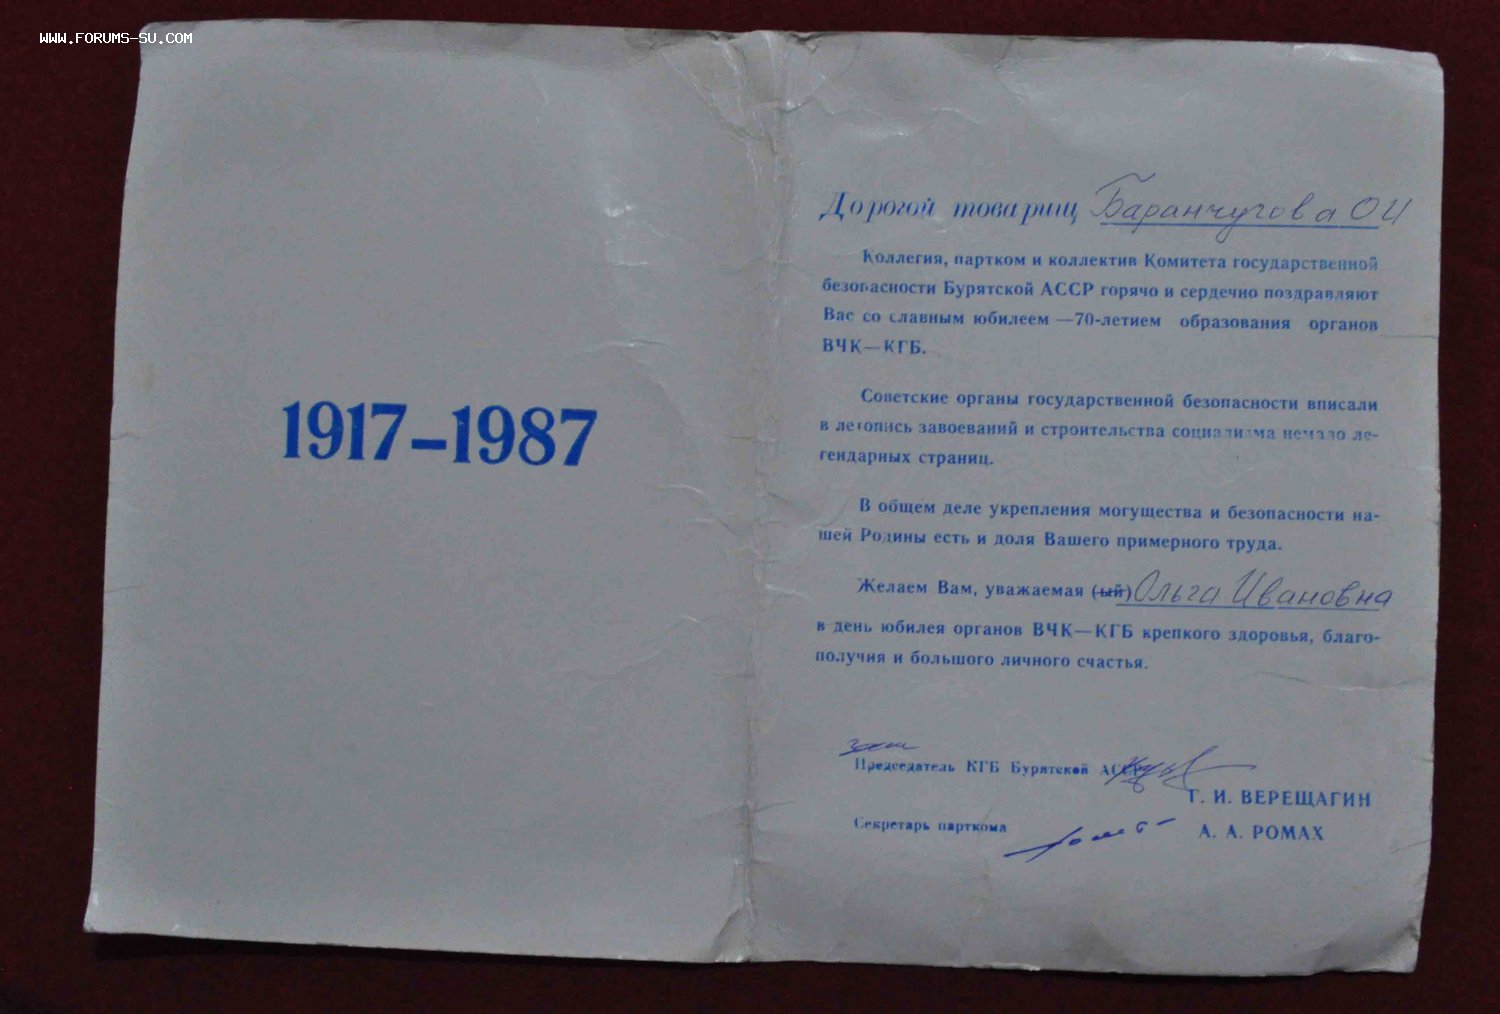 WWW.FORUMS-SU.COM
1917–1987
Дорогой товарищ Баранчугова О И
Коллегия, партком и коллектив Комитета государственной
безопасности Бурятской АССР горячо и сердечно поздравляют
Вас со славным юбилеем —70-летием образования органов
ВЧК—КГБ.
Советские органы государственной безопасности вписали
в летопись завоеваний и строительства социализма немало ле-
гендарных страниц.
В общем деле укрепления могущества и безопасности на-
шей Родины есть и доля Вашего примерного труда.
Желаем Вам, уважаемая (ый) Ольга Ивановна
в день юбилея органов ВЧК—КГБ крепкого здоровья, благо-
получия и большого личного счастья.
Председатель КГБ Бурятской АССР
Г. И. ВЕРЕЩАГИН
Секретарь парткома
А. А. РОМАХ